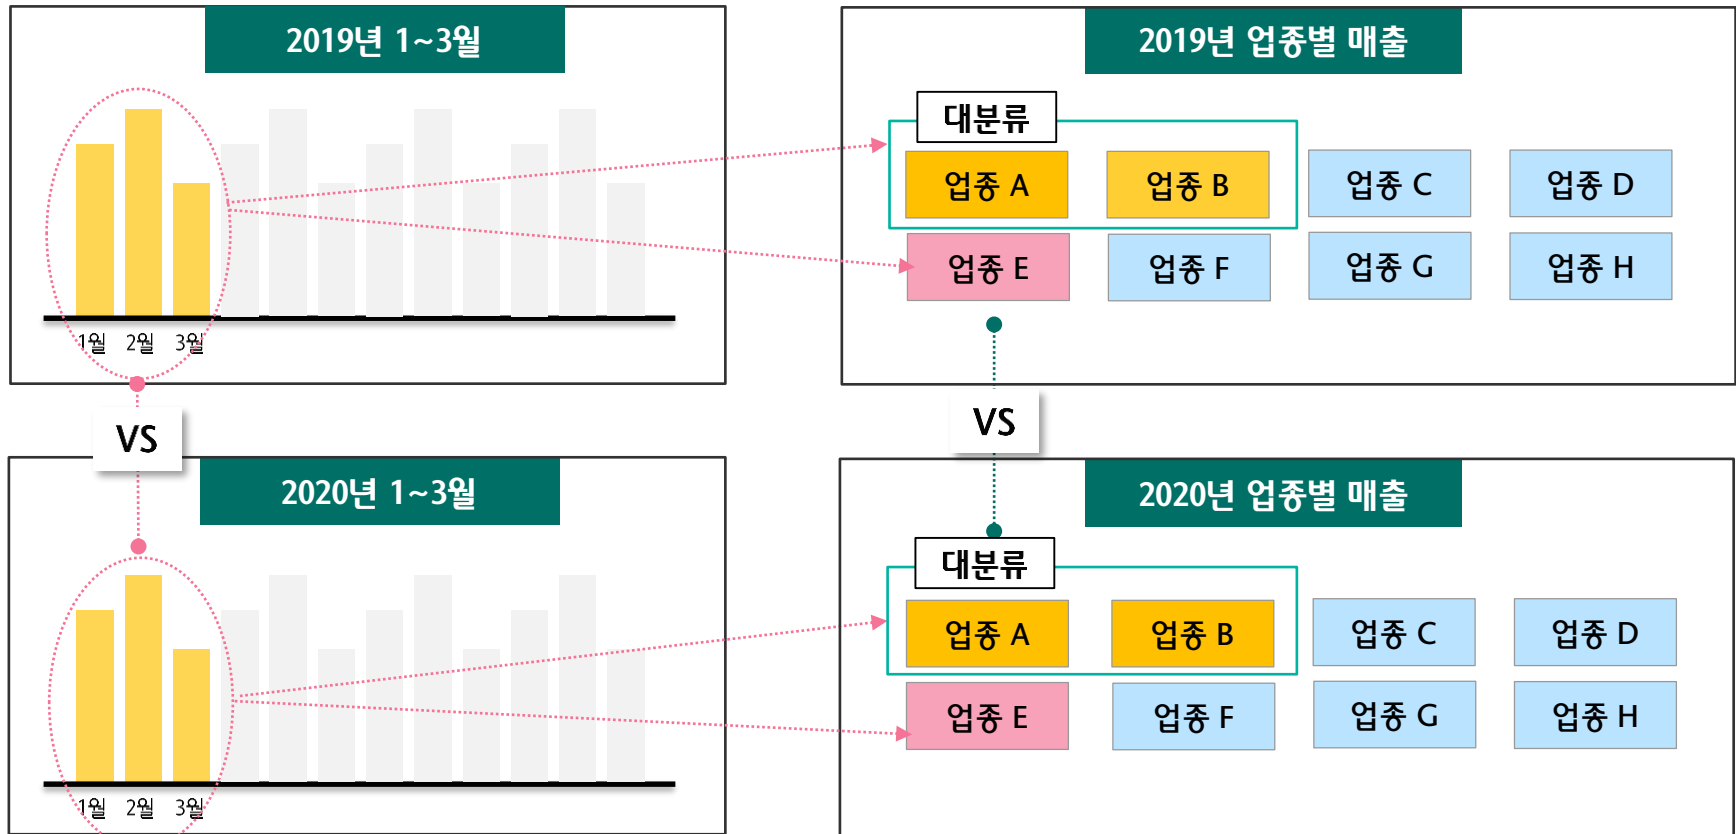 2019년 1~3월
1월 2월 3월
2019년 업종별 매출
대분류
업종 A 업종 B 업종 C 업종 D
업종 E 업종 F 업종 G 업종 H
VS
VS
2020년 1~3월
1월 2월 3월
2020년 업종별 매출
대분류
업종 A 업종 B 업종 C 업종 D
업종 E 업종 F 업종 G 업종 H